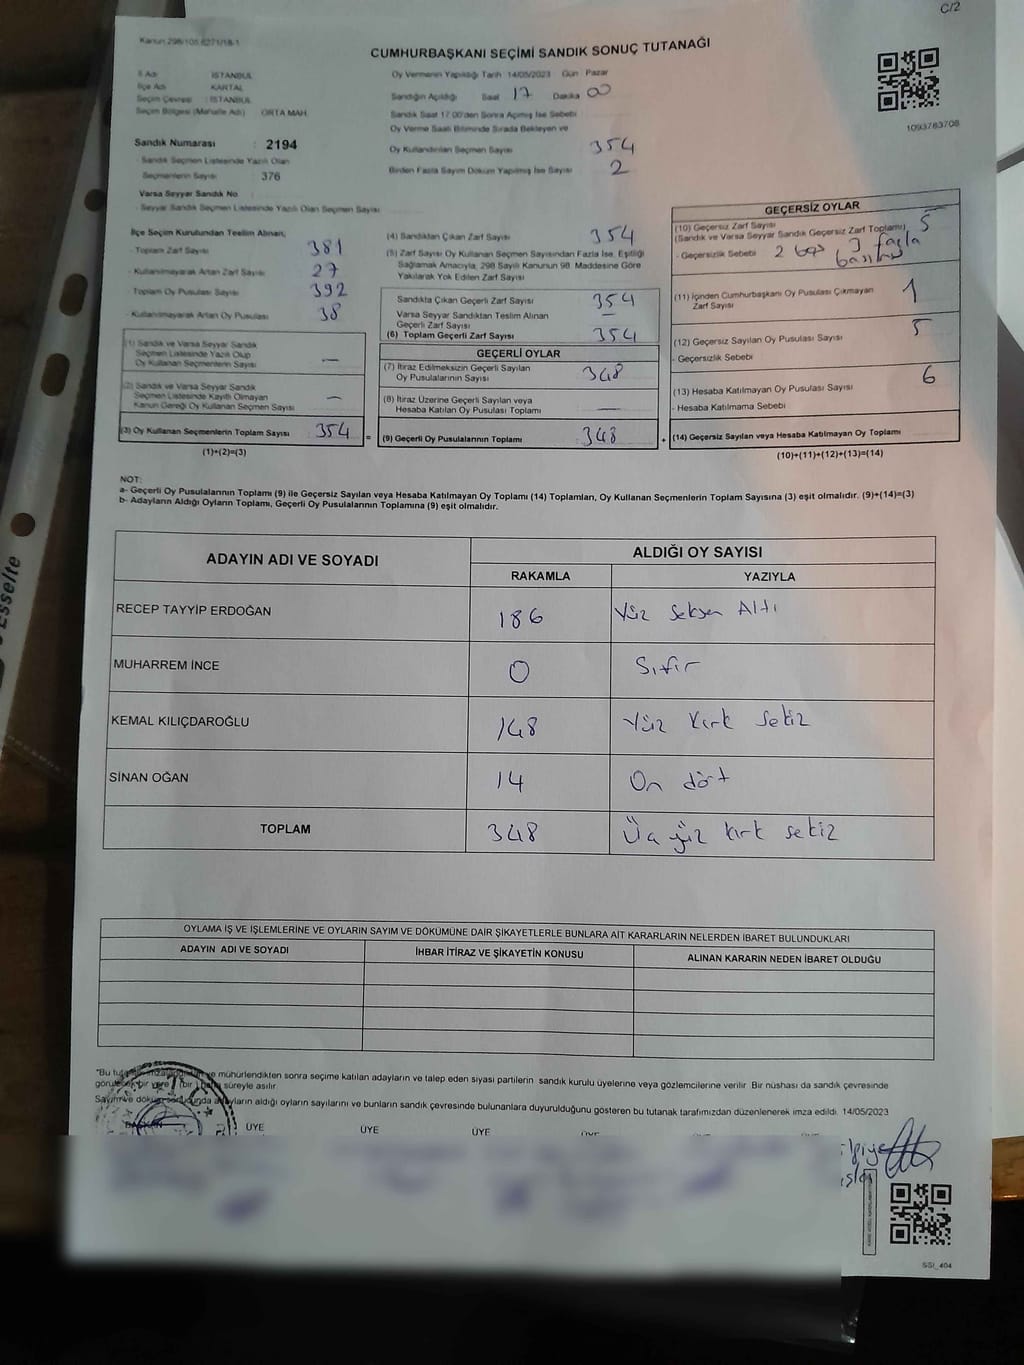 C/2
Kanun 298/105 6271/18-1
CUMHURBAŞKANI SEÇİMİ SANDIK SONUÇ TUTANAĞI
İl Adı İSTANBUL
İlçe Adı KARTAL
Seçim Çevresi : İSTANBUL
Seçim Bölgesi (Mahalle Adı) ORTA MAH
Sandık Numarası : 2194
Sandık Seçmen Listesinde Yazılı Olan
Seçmenlerin Sayısı 376
Varsa Seyyar Sandık No
- Seyyar Sandık Seçmen Listesinde Yazılı Olan Seçmen Sayısı
Oy Vermenin Yapıldığı Tarih 14/05/2023 Gün Pazar
Sandığın Açıldığı Saat 17 Dakika 00
Sandık Saat 17.00'den Sonra Açılmış İse Sebebi
Oy Verme Saati Bitiminde Sırada Bekleyen ve
Oy Kullandırılan Seçmen Sayısı 354
Birden Fazla Sayım Döküm Yapılmış İse Sayısı 2
1093763708
İlçe Seçim Kurulundan Teslim Alınan;
- Toplam Zarf Sayısı 381
- Kullanılmayarak Artan Zarf Sayısı 27
Toplam Oy Pusulası Sayısı 392
- Kullanılmayarak Artan Oy Pusulası 38
(1) Sandık ve Varsa Seyyar Sandık
Seçmen Listesinde Yazılı Olup
Oy Kullanan Seçmenlerin Sayısı —
(2) Sandık ve Varsa Seyyar Sandık
Seçmen Listesinde Kayıtlı Olmayan
Kanun Gereği Oy Kullanan Seçmen Sayısı —
(3) Oy Kullanan Seçmenlerin Toplam Sayısı : 354
(1)+(2)=(3)
=
(4) Sandıktan Çıkan Zarf Sayısı 354
(5) Zarf Sayısı Oy Kullanan Seçmen Sayısından Fazla İse, Eşitliği
Sağlamak Amacıyla, 298 Sayılı Kanunun 98. Maddesine Göre
Yakılarak Yok Edilen Zarf Sayısı
Sandıkta Çıkan Geçerli Zarf Sayısı 354
Varsa Seyyar Sandıktan Teslim Alınan
Geçerli Zarf Sayısı —
(6) Toplam Geçerli Zarf Sayısı 354
GEÇERLİ OYLAR
(7) İtiraz Edilmeksizin Geçerli Sayılan
Oy Pusulalarının Sayısı 348
(8) İtiraz Üzerine Geçerli Sayılan veya
Hesaba Katılan Oy Pusulası Toplamı —
(9) Geçerli Oy Pusulalarının Toplamı : 348
+
GEÇERSİZ OYLAR
(10) Geçersiz Zarf Sayısı 5
(Sandık ve Varsa Seyyar Sandık Geçersiz Zarf Toplamı)
- Geçersizlik Sebebi 2 boş 3 fazla
(11) İçinden Cumhurbaşkanı Oy Pusulası Çıkmayan
Zarf Sayısı 1
(12) Geçersiz Sayılan Oy Pusulası Sayısı 5
- Geçersizlik Sebebi
(13) Hesaba Katılmayan Oy Pusulası Sayısı 6
- Hesaba Katılmama Sebebi
(14) Geçersiz Sayılan veya Hesaba Katılmayan Oy Toplamı
(10)+(11)+(12)+(13)=(14)
NOT:
a- Geçerli Oy Pusulalarının Toplamı (9) ile Geçersiz Sayılan veya Hesaba Katılmayan Oy Toplamı (14) Toplamları, Oy Kullanan Seçmenlerin Toplam Sayısına (3) eşit olmalıdır. (9)+(14)=(3)
b- Adayların Aldığı Oyların Toplamı, Geçerli Oy Pusulalarının Toplamına (9) eşit olmalıdır.
ADAYIN ADI VE SOYADI ALDIĞI OY SAYISI
RAKAMLA YAZIYLA
RECEP TAYYİP ERDOĞAN 186 Yüz Seksen Altı
MUHARREM İNCE 0 Sıfır
KEMAL KILIÇDAROĞLU 148 Yüz Kırk Sekiz
SİNAN OĞAN 14 On dört
TOPLAM 348 Üç yüz kırk sekiz
OYLAMA İŞ VE İŞLEMLERİNE VE OYLARIN SAYIM VE DÖKÜMÜNE DAİR ŞİKAYETLERLE BUNLARA AİT KARARLARIN NELERDEN İBARET BULUNDUKLARI
ADAYIN ADI VE SOYADI İHBAR İTİRAZ VE ŞİKAYETİN KONUSU ALINAN KARARIN NEDEN İBARET OLDUĞU
"Bu ve mühürlendikten sonra seçime katılan adayların ve talep eden siyasi partilerin sandık kurulu üyelerine veya gözlemcilerine verilir. Bir nüshası da sandık çevresinde
görülecek bir yere bir hafta süreyle asılır.
Sayım ve döküm sonucunda adayların aldığı oyların sayılarını ve bunların sandık çevresinde bulunanlara duyurulduğunu gösteren bu tutanak tarafımızdan düzenlenerek imza edildi. 14/05/2023
BAŞKAN ÜYE ÜYE ÜYE
SSI_404
Esselte